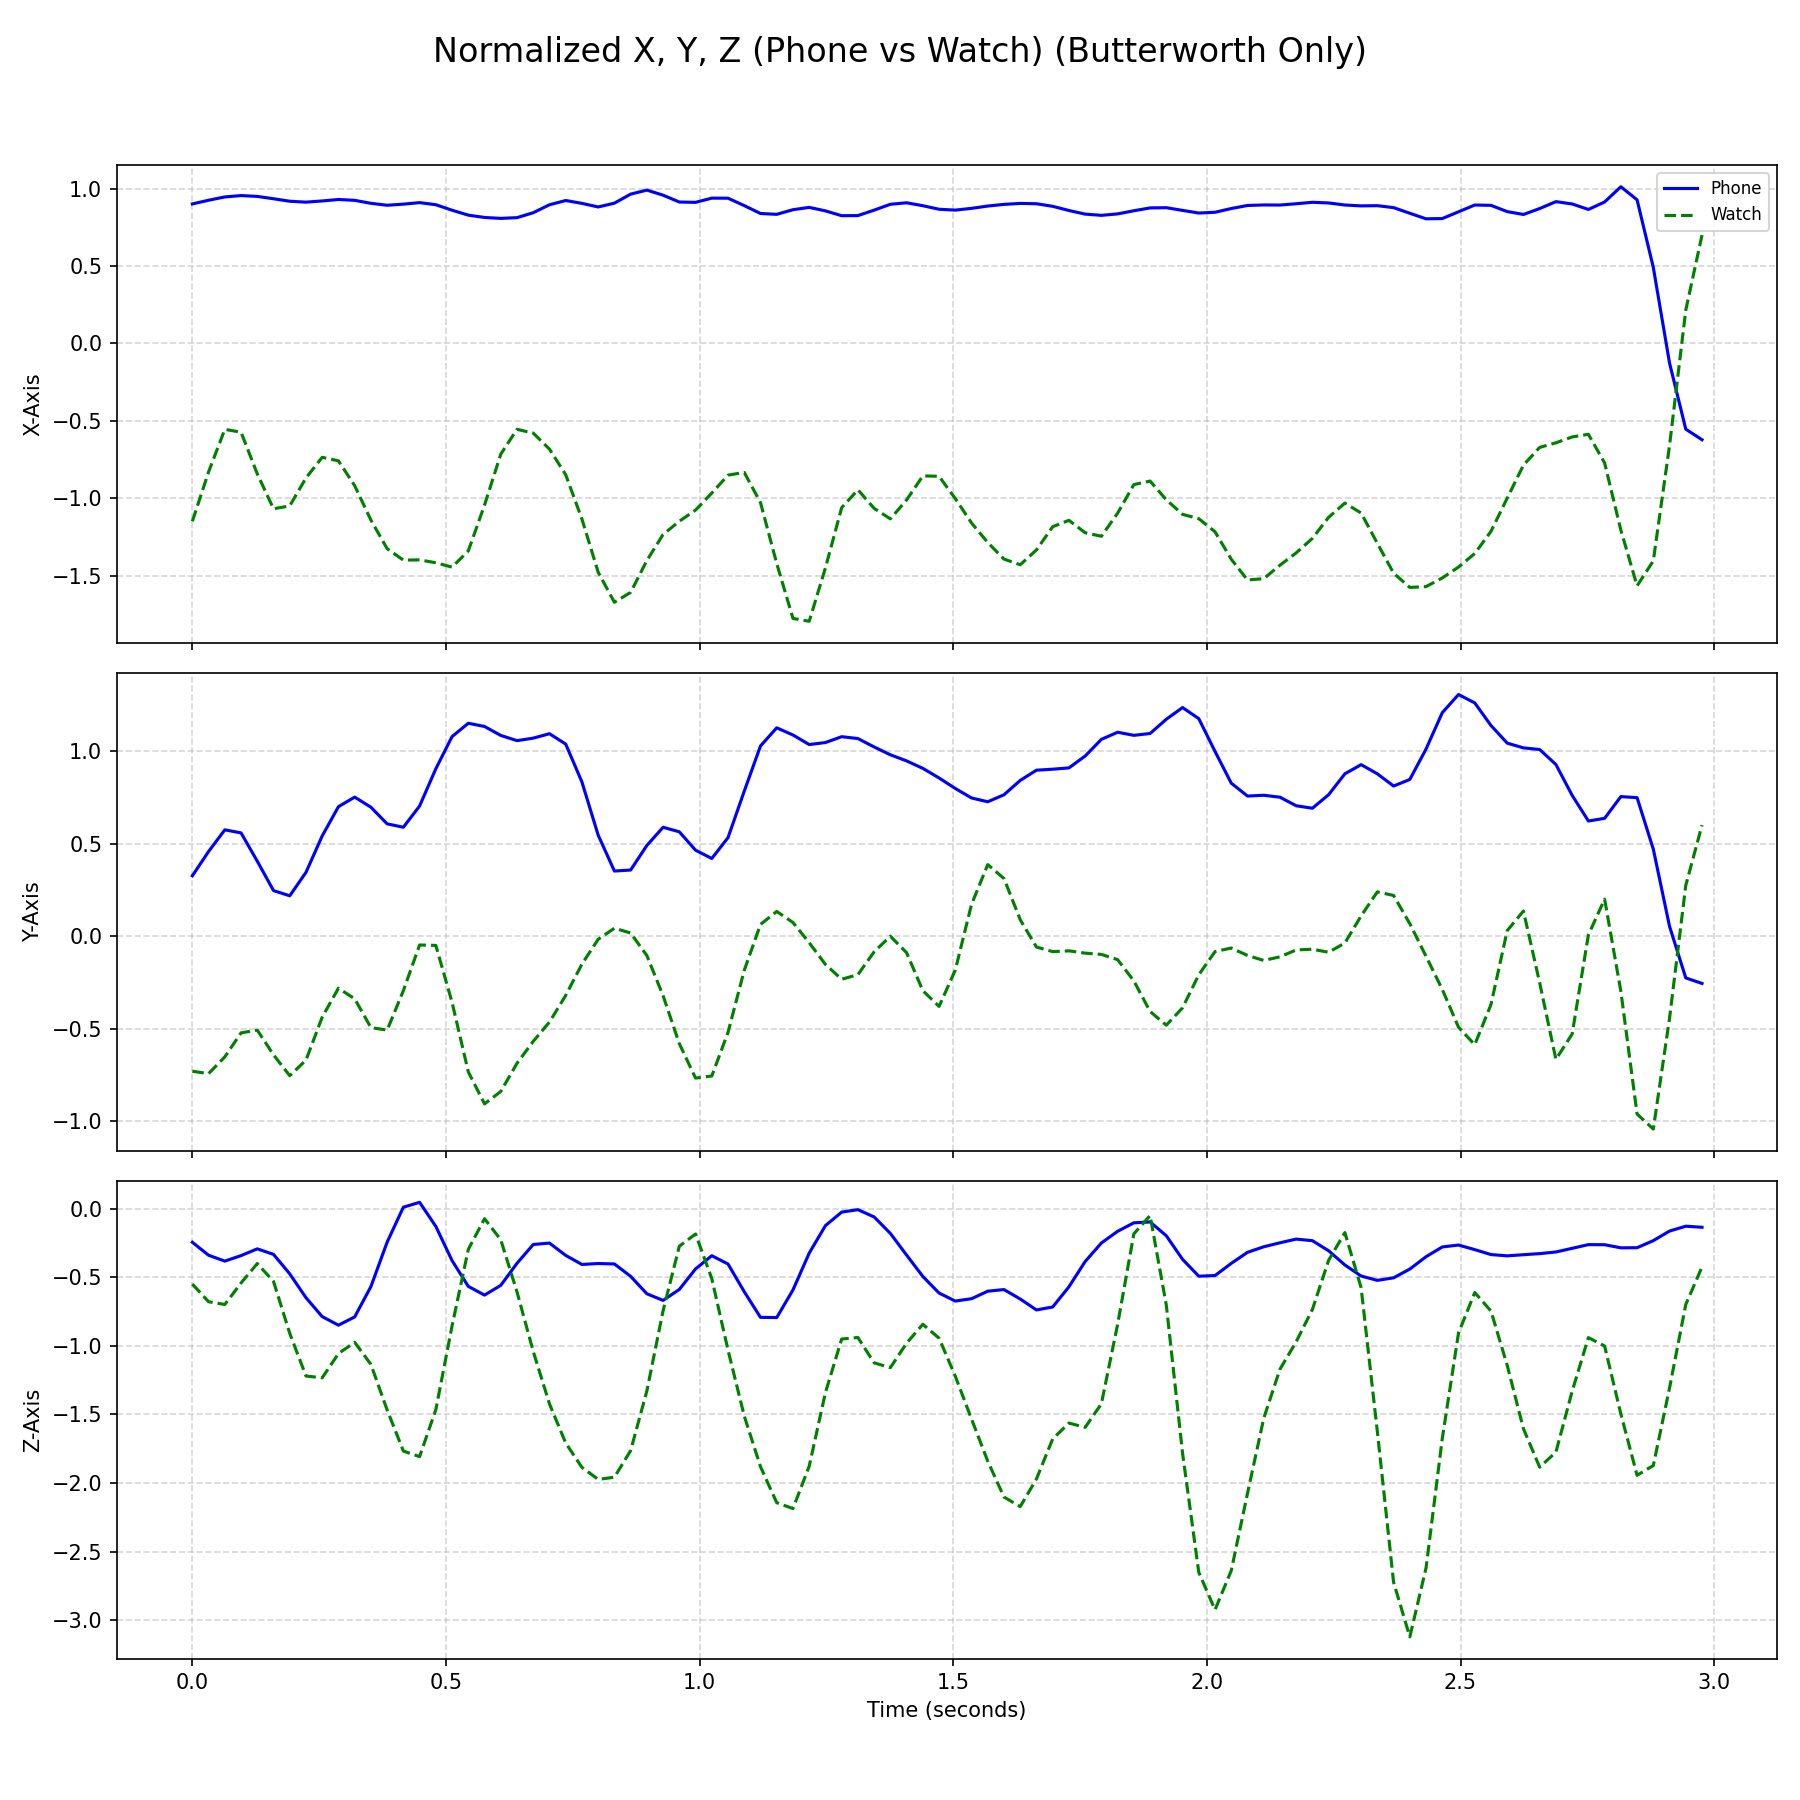 Normalized X, Y, Z (Phone vs Watch) (Butterworth Only)
Phone
Watch
1.0
0.5
0.0
−0.5
−1.0
−1.5
X-Axis
1.0
0.5
0.0
−0.5
−1.0
Y-Axis
0.0
−0.5
−1.0
−1.5
−2.0
−2.5
−3.0
Z-Axis
0.0 0.5 1.0 1.5 2.0 2.5 3.0
Time (seconds)